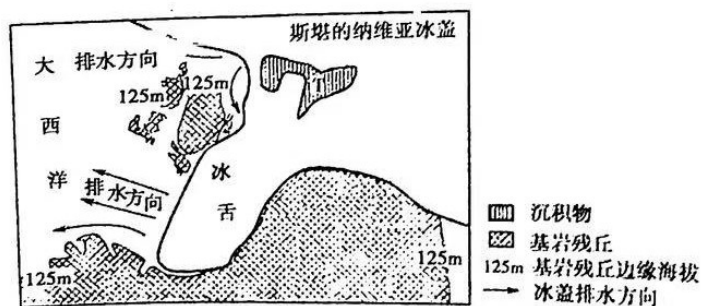 斯堪的纳维亚冰盖
大西洋
排水方向
125m
125m
冰舌
排水方向
125m
125m
沉积物
基岩残丘
125m 基岩残丘边缘海拔
冰盖排水方向